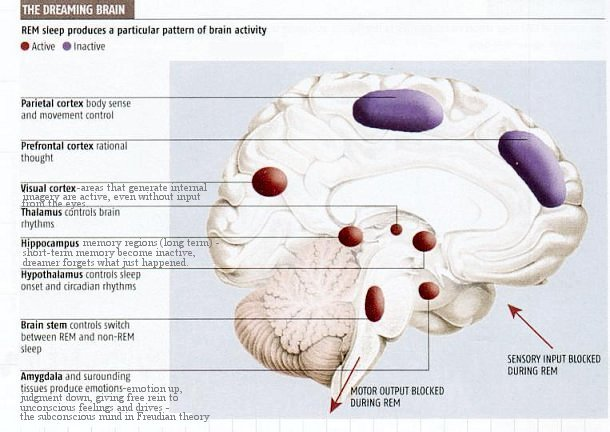 THE DREAMING BRAIN
REM sleep produces a particular pattern of brain activity
Active Inactive
Parietal cortex body sense
and movement control
Prefrontal cortex rational
thought
Visual cortex-areas that generate internal
imagery are active, even without input
from the eyes
Thalamus controls brain
rhythms
Hippocampus memory regions (long term) -
short-term memory become inactive,
dreamer forgets what just happened.
Hypothalamus controls sleep
onset and circadian rhythms
Brain stem controls switch
between REM and non-REM
sleep
Amygdala and surrounding
tissues produce emotions-emotion up,
judgment down, giving free rein to
unconscious feelings and drives -
the subconscious mind in Freudian theory
MOTOR OUTPUT BLOCKED
DURING REM
SENSORY INPUT BLOCKED
DURING REM